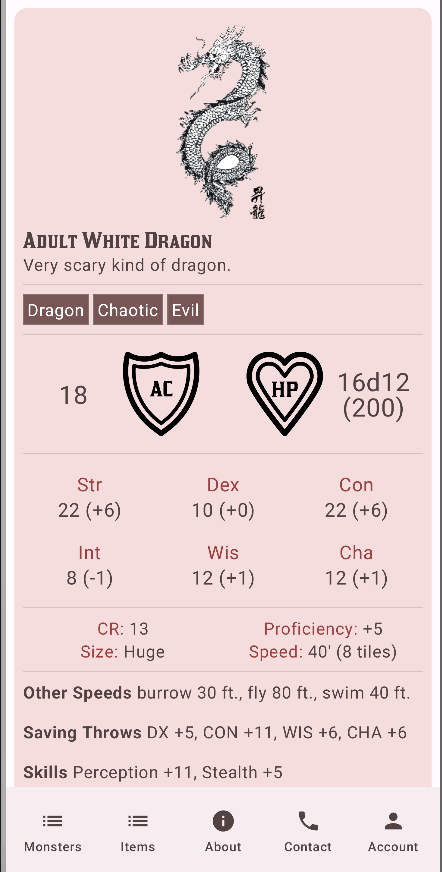 昇
龍
Adult White Dragon
Very scary kind of dragon.
Dragon Chaotic Evil
18 AC HP 16d12
(200)
Str Dex Con
22 (+6) 10 (+0) 22 (+6)
Int Wis Cha
8 (-1) 12 (+1) 12 (+1)
CR: 13 Proficiency: +5
Size: Huge Speed: 40' (8 tiles)
Other Speeds burrow 30 ft., fly 80 ft., swim 40 ft.
Saving Throws DX +5, CON +11, WIS +6, CHA +6
Skills Perception +11, Stealth +5
Monsters Items About Contact Account